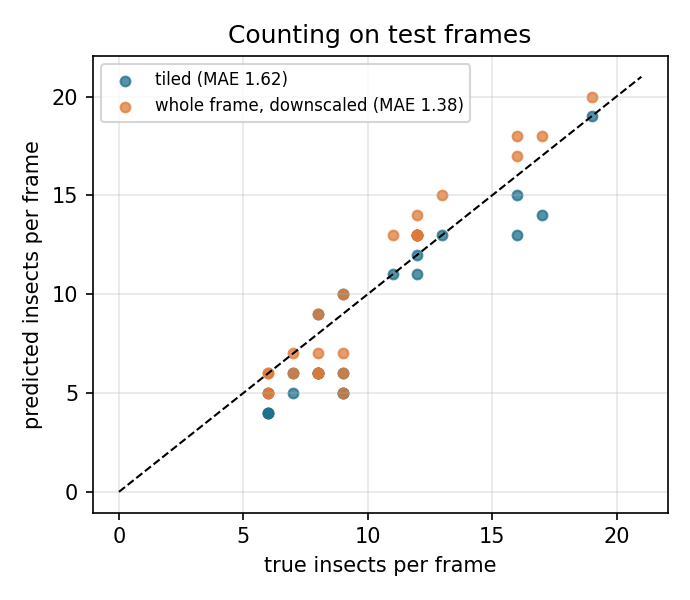 Counting on test frames
tiled (MAE 1.62)
whole frame, downscaled (MAE 1.38)
predicted insects per frame
20
15
10
5
0
0 5 10 15 20
true insects per frame